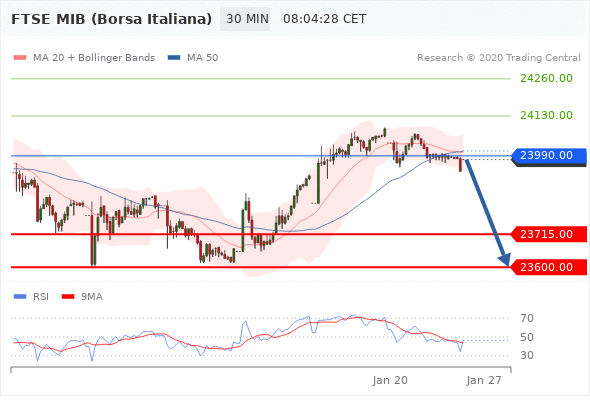 FTSE MIB (Borsa Italiana) 30 MIN 08:04:28 CET
MA 20 + Bollinger Bands MA 50 Research © 2020 Trading Central
24260.00
24130.00
23990.00
23715.00
23600.00
RSI 9MA
70
50
30
Jan 20 Jan 27